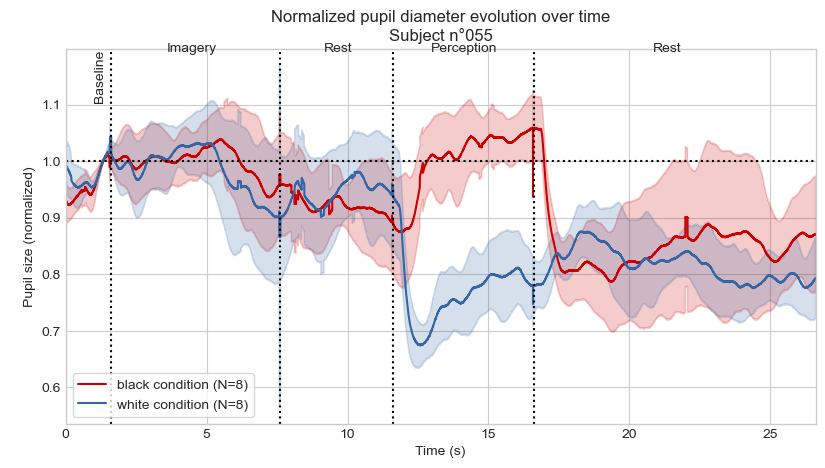 Normalized pupil diameter evolution over time
Subject n°055
Imagery
Rest
Perception
Rest
Baseline
1.1
1.0
0.9
0.8
0.7
0.6
Pupil size (normalized)
black condition (N=8)
white condition (N=8)
0
5
10
15
20
25
Time (s)